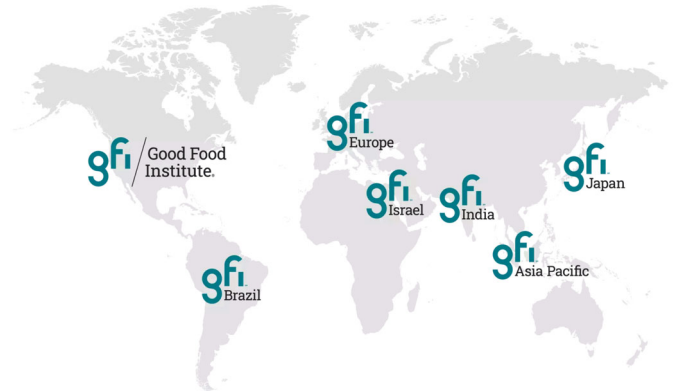 gfi / Good Food
Institute.
gfi
Europe
gfi
Israel
gfi
India
gfi
Japan
gfi
Asia Pacific
gfi
Brazil